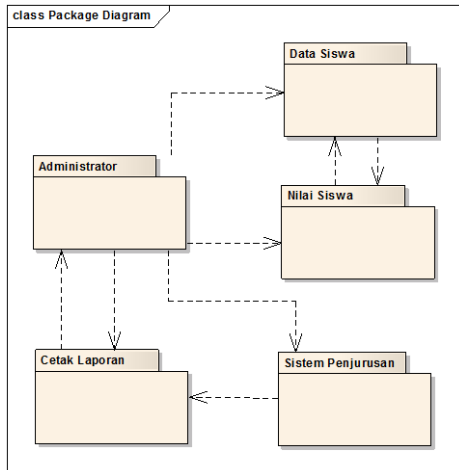 class Package Diagram
Data Siswa
Administrator
Nilai Siswa
Cetak Laporan
Sistem Penjurusan